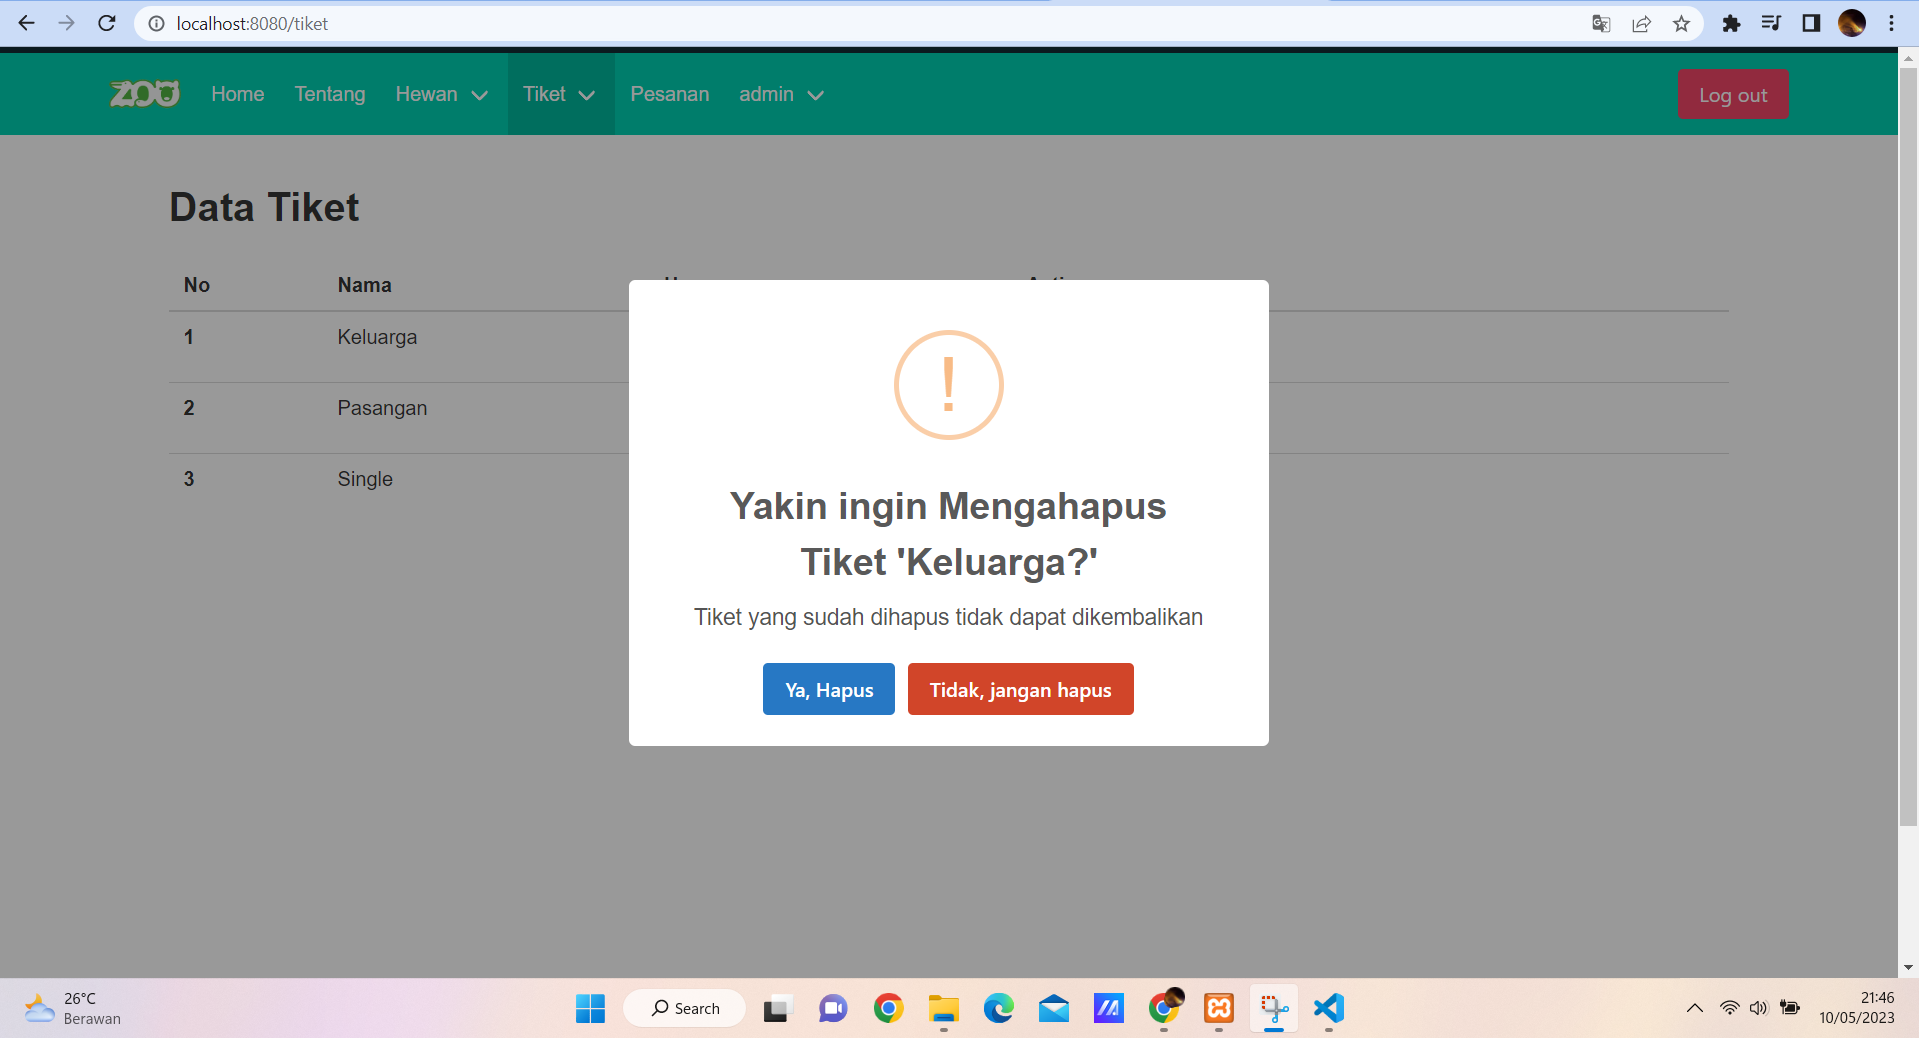 localhost:8080/tiket
ZOO Home Tentang Hewan Tiket Pesanan admin Log out
Data Tiket
No Nama
1 Keluarga
2 Pasangan
3 Single
!
Yakin ingin Mengahapus
Tiket 'Keluarga?'
Tiket yang sudah dihapus tidak dapat dikembalikan
Ya, Hapus Tidak, jangan hapus
26°C
Berawan
Search
21:46
10/05/2023